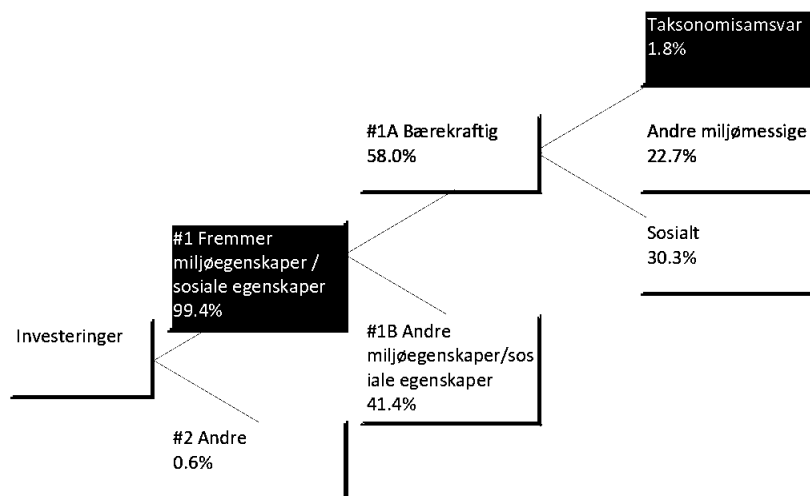 Investeringer
#1 Fremmer
miljøegenskaper /
sosiale egenskaper
99.4%
#2 Andre
0.6%
#1A Bærekraftig
58.0%
#1B Andre
miljøegenskaper/sos
iale egenskaper
41.4%
Taksonomisamsvar
1.8%
Andre miljømessige
22.7%
Sosialt
30.3%